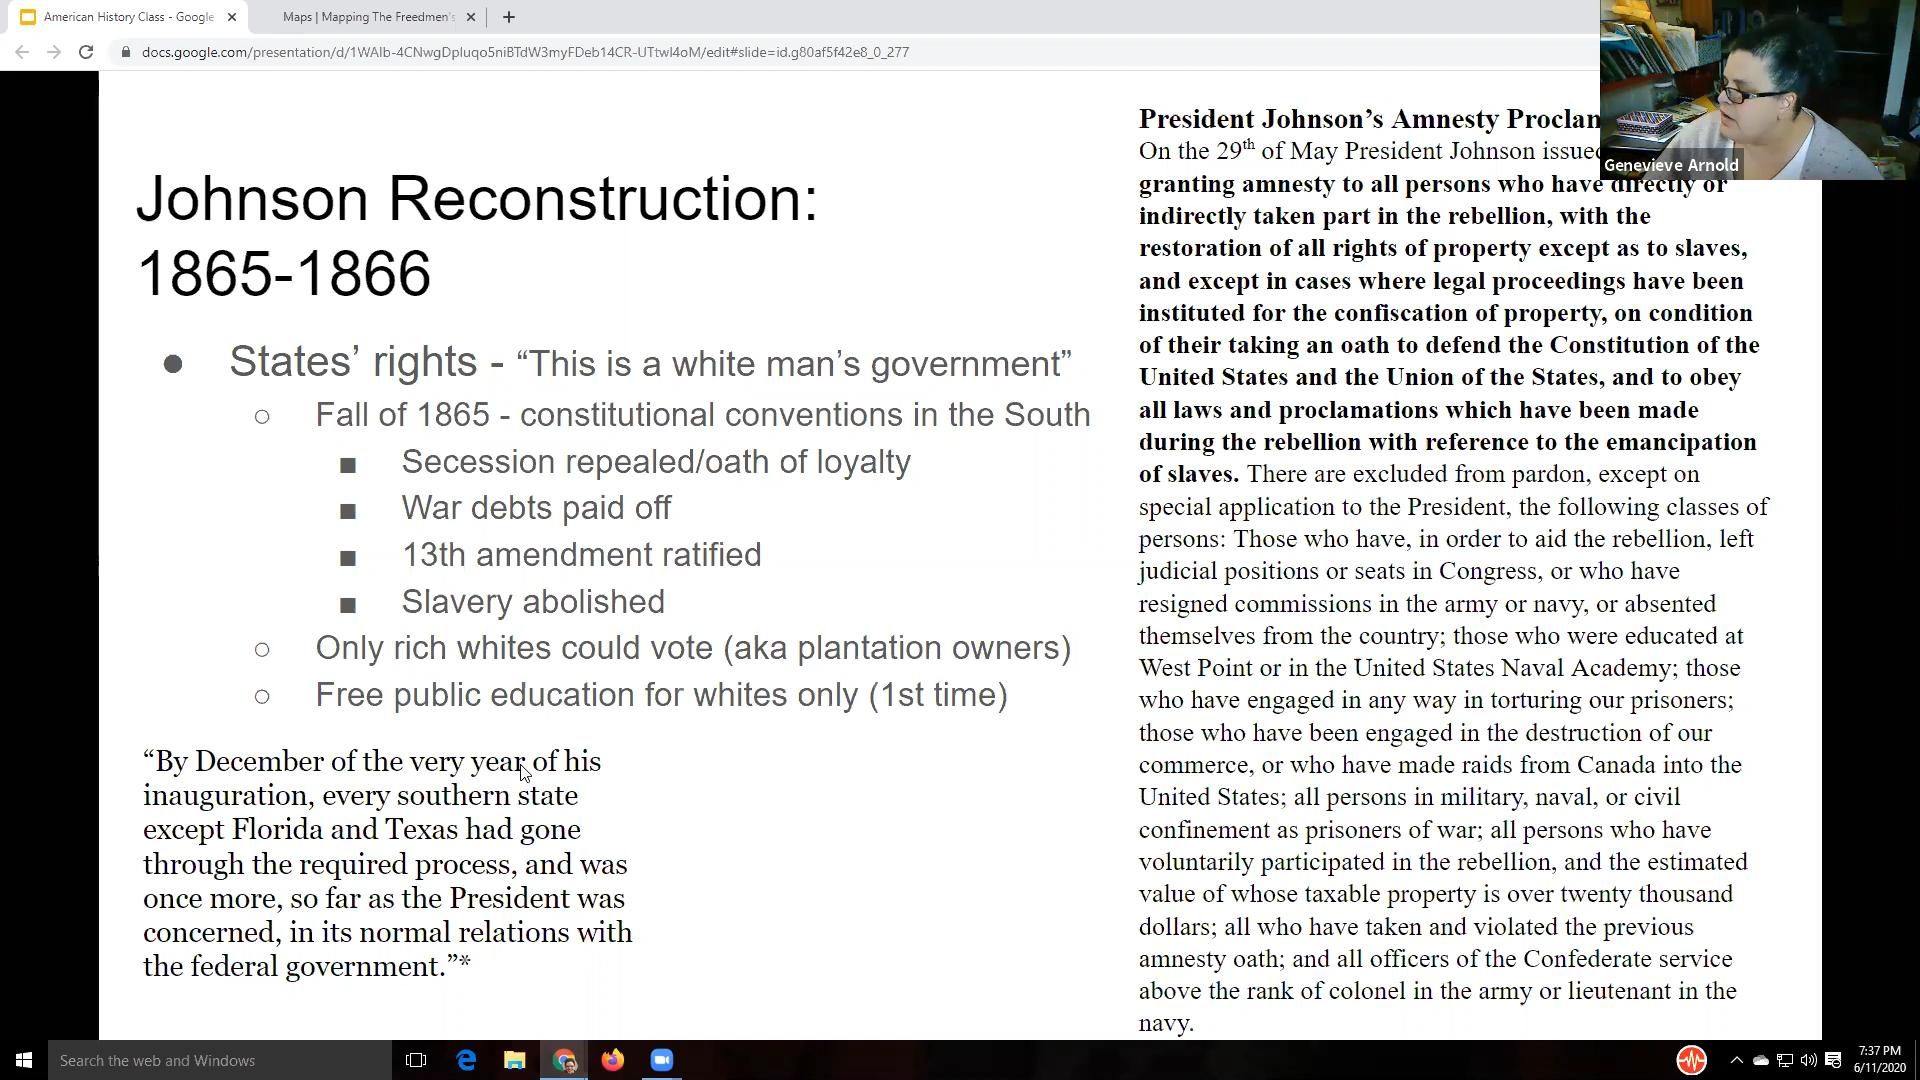 American History Class - Google
Maps | Mapping The Freedmen's
docs.google.com/presentation/d/1WAlb-4CNwgDpluqo5niBTdW3myFDeb14CR-UTtwl4oM/edit#slide=id.g80af5f42e8_0_277
Genevieve Arnold
Johnson Reconstruction:
1865-1866
● States’ rights - “This is a white man’s government”
○ Fall of 1865 - constitutional conventions in the South
■ Secession repealed/oath of loyalty
■ War debts paid off
■ 13th amendment ratified
■ Slavery abolished
○ Only rich whites could vote (aka plantation owners)
○ Free public education for whites only (1st time)
“By December of the very year of his
inauguration, every southern state
except Florida and Texas had gone
through the required process, and was
once more, so far as the President was
concerned, in its normal relations with
the federal government.”*
President Johnson’s Amnesty Proclan
On the 29th of May President Johnson issued
granting amnesty to all persons who have directly or
indirectly taken part in the rebellion, with the
restoration of all rights of property except as to slaves,
and except in cases where legal proceedings have been
instituted for the confiscation of property, on condition
of their taking an oath to defend the Constitution of the
United States and the Union of the States, and to obey
all laws and proclamations which have been made
during the rebellion with reference to the emancipation
of slaves. There are excluded from pardon, except on
special application to the President, the following classes of
persons: Those who have, in order to aid the rebellion, left
judicial positions or seats in Congress, or who have
resigned commissions in the army or navy, or absented
themselves from the country; those who were educated at
West Point or in the United States Naval Academy; those
who have engaged in any way in torturing our prisoners;
those who have been engaged in the destruction of our
commerce, or who have made raids from Canada into the
United States; all persons in military, naval, or civil
confinement as prisoners of war; all persons who have
voluntarily participated in the rebellion, and the estimated
value of whose taxable property is over twenty thousand
dollars; all who have taken and violated the previous
amnesty oath; and all officers of the Confederate service
above the rank of colonel in the army or lieutenant in the
navy.
Search the web and Windows
7:37 PM
6/11/2020